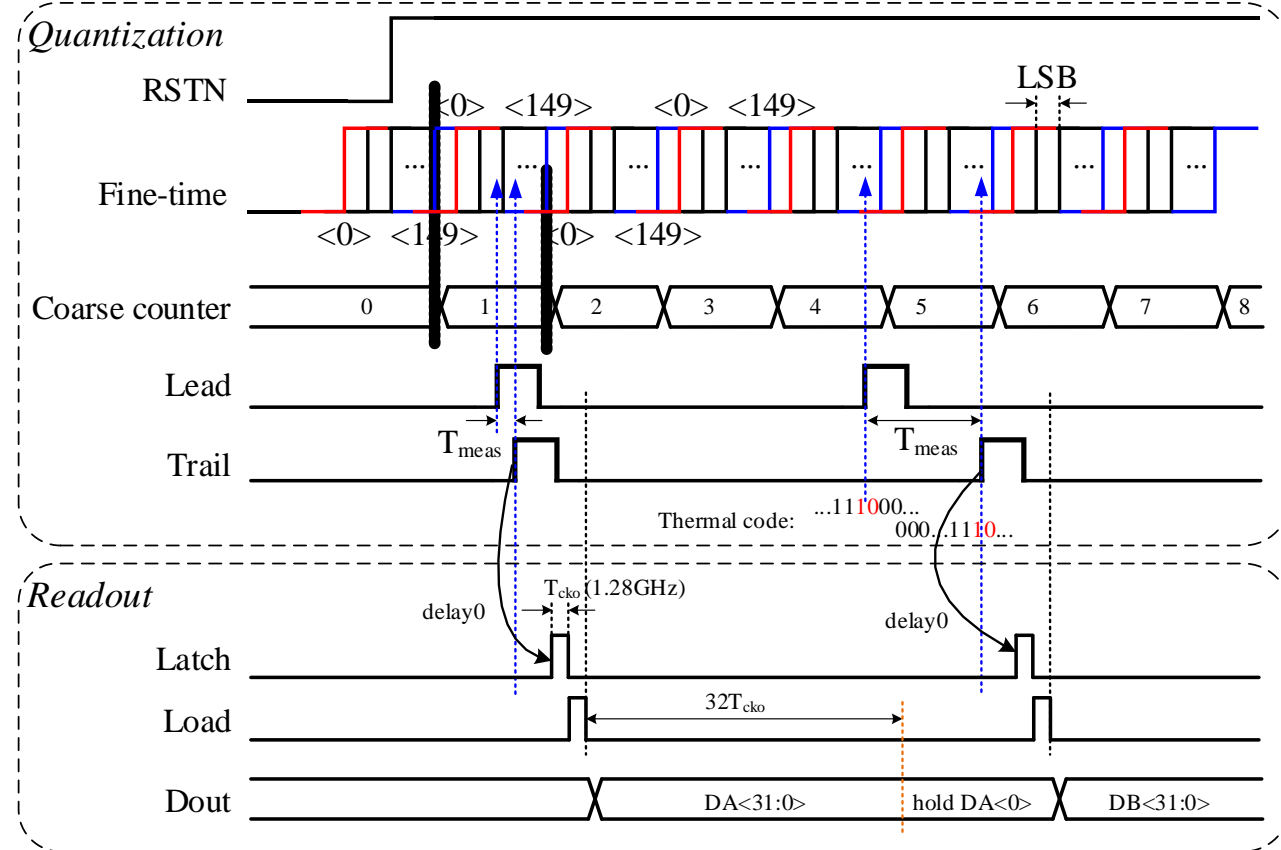 Quantization
RSTN
LSB
<0> <149> <0> <149>
... ... ... ... ... ... ... ...
Fine-time
<0> <149> <0> <149>
Coarse counter 0 1 2 3 4 5 6 7 8
Lead
Tmeas Tmeas
Trail
Thermal code: ...111000...
000...1110...
Readout
Tcko (1.28GHz)
delay0 delay0
Latch
32Tcko
Load
Dout DA<31:0> hold DA<0> DB<31:0>